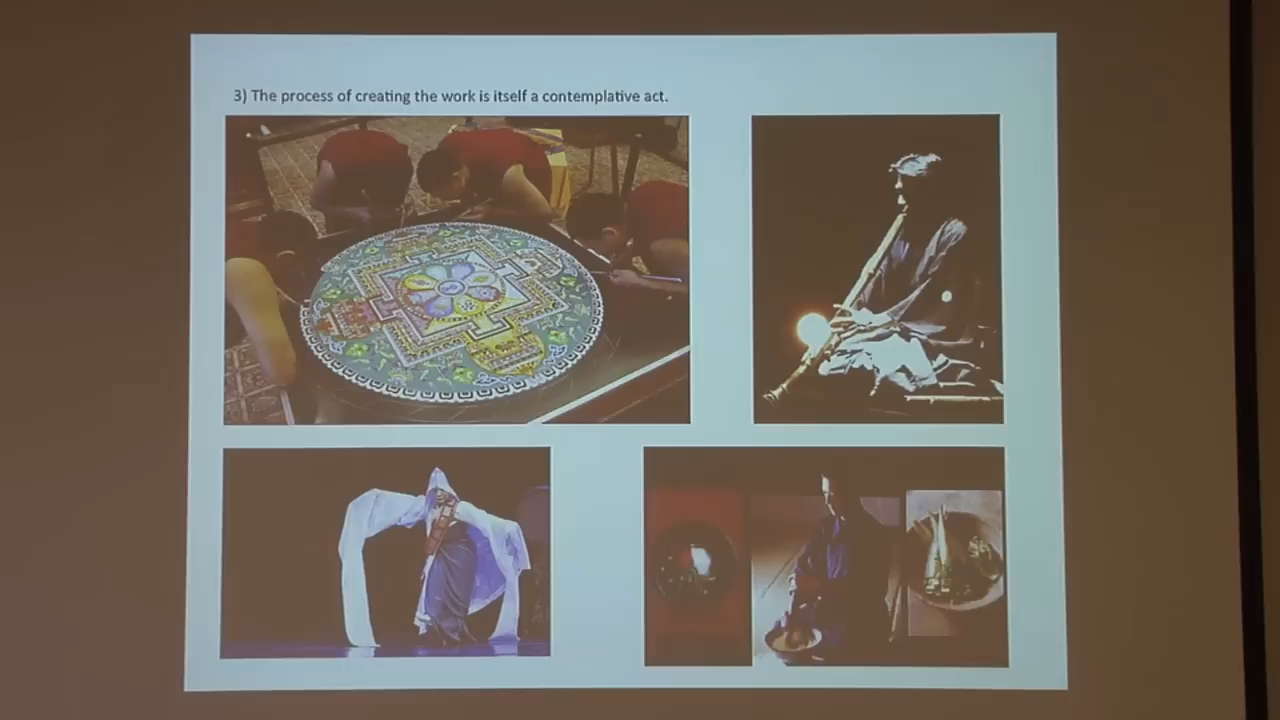 3) The process of creating the work is itself a contemplative act.